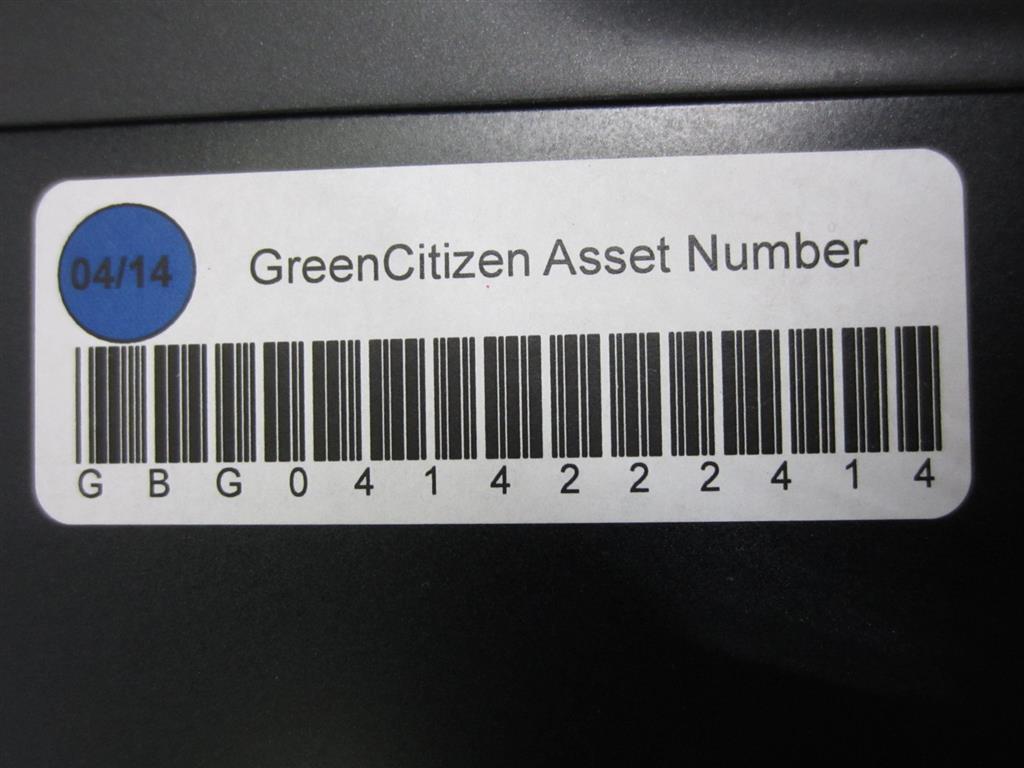 04/14
GreenCitizen Asset Number
G B G 0 4 1 4 2 2 2 4 1 4